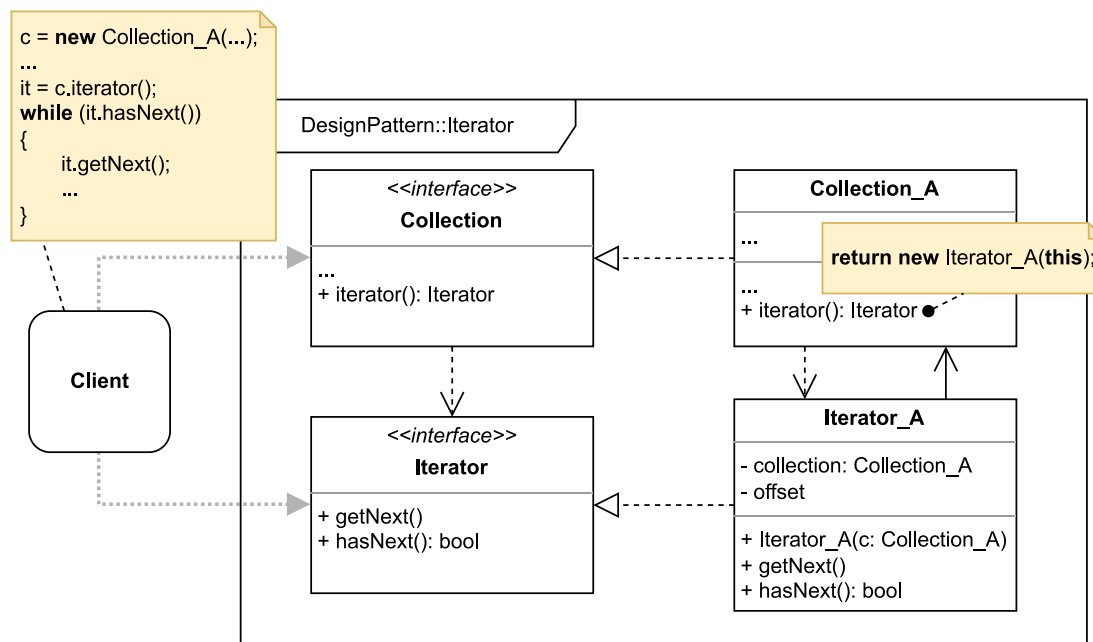 c = new Collection_A(...);
...
it = c.iterator();
while (it.hasNext())
{
it.getNext();
...
}
DesignPattern::Iterator
<<interface>>
Collection
...
+ iterator(): Iterator
Collection_A
...
return new Iterator_A(this);
...
+ iterator(): Iterator
Client
<<interface>>
Iterator
+ getNext()
+ hasNext(): bool
Iterator_A
- collection: Collection_A
- offset
+ Iterator_A(c: Collection_A)
+ getNext()
+ hasNext(): bool